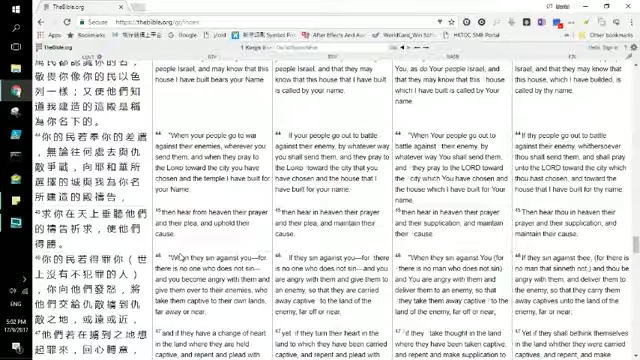 TheBible.org
Secure https://thebible.org/gt/index
Apps Bookmarks
Google
yizoid
After Effects And Au
HKTDC SMB Portal
TheBible.org
1 Kings 8
Hello, Sign in
KJV
敬畏你像你的民以色
列一樣；又使他們知
道我建造的這殿是稱
為你名下的。
people Israel, and may know that this
house I have built bears your Name.
people Israel, and that they may know
that this house that I have built is
called by your name.
You, as do Your people Israel, and
that they may know that this house
which I have built is called by Your
name.
people Israel; and that they may know
that this house, which I have builded, is
called by thy name.
44 你的民若奉你的差遣
，無論往何處去與仇
敵爭戰，向耶和華所
選擇的城與我為你名
所建造的殿禱告，
44 "When your people go to war
against their enemies, wherever you
send them, and when they pray to
the LORD toward the city you have
chosen and the temple I have built for
your Name,
44 If your people go out to battle
against their enemy, by whatever way
you shall send them, and they pray to
the LORD toward the city that you
have chosen and the house that I
have built for your name,
44 "When Your people go out to
battle against their enemy, by
whatever way You shall send them,
and they pray to the LORD toward
the city which You have chosen and
the house which I have built for Your
name,
44 If thy people go out to battle
against their enemy, whithersoever
thou shalt send them, and shall pray
unto the LORD toward the city which
thou hast chosen, and toward the
house that I have built for thy name:
45 求你在天上垂聽他們
的禱告祈求，使他們
得勝。
45 then hear from heaven their prayer
and their plea, and uphold their
cause.
45 then hear in heaven their prayer
and their plea, and maintain their
cause.
45 then hear in heaven their prayer
and their supplication, and maintain
their cause.
45 Then hear thou in heaven their
prayer and their supplication, and
maintain their cause.
46 你的民若得罪你（世
上沒有不犯罪的人）
，你向他們發怒，將
他們交給仇敵擄到仇
敵之地，或遠或近，
46 "When they sin against you—for
there is no one who does not sin—
and you become angry with them and
give them over to their enemies, who
take them captive to their own lands,
far away or near;
46 If they sin against you—for there
is no one who does not sin—and you
are angry with them and give them to
an enemy, so that they are carried
away captive to the land of the
enemy, far off or near,
46 "When they sin against You (for
there is no man who does not sin)
and You are angry with them and
deliver them to an enemy, so that
they take them away captive to the
land of the enemy, far off or near;
46 If they sin against thee, (for there
is no man that sinneth not,) and thou be
angry with them, and deliver them to
the enemy, so that they carry them
away captives unto the land of the
enemy, far or near;
47 他們若在擄到之地想
起罪來，回心轉意，
47 and if they have a change of heart
in the land where they are held
captive, and repent and plead with
47 yet if they turn their heart in the
land to which they have been carried
captive, and repent and plead with
47 if they take thought in the land
where they have been taken captive,
and repent and make supplication to
47 Yet if they shall bethink themselves
in the land whither they were carried
captives, and repent, and make
5:02 PM